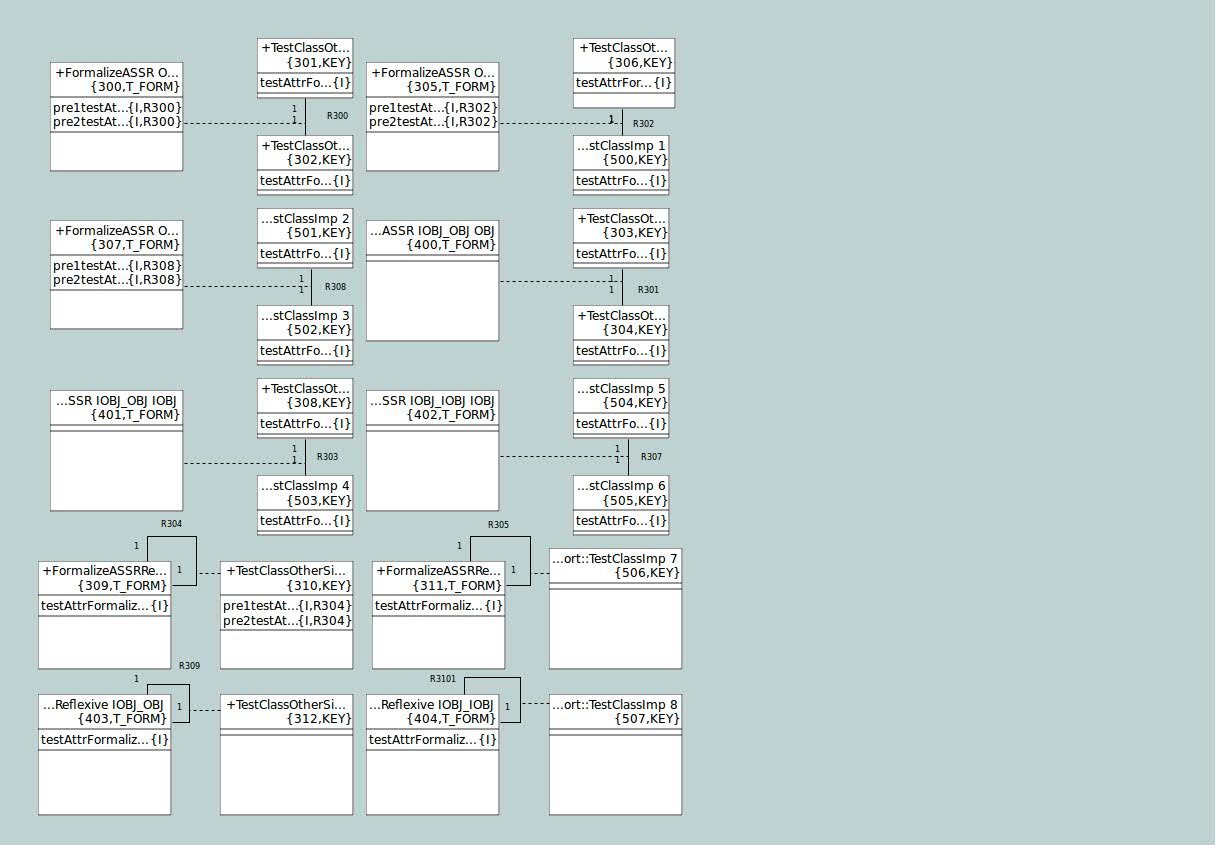 +FormalizeASSR O...
{300,T_FORM}
pre1testAt...{I,R300}
pre2testAt...{I,R300}
+TestClassOt...
{301,KEY}
testAttrFo...{I}
1
1
R300
+TestClassOt...
{302,KEY}
testAttrFo...{I}
+FormalizeASSR O...
{305,T_FORM}
pre1testAt...{I,R302}
pre2testAt...{I,R302}
+TestClassOt...
{306,KEY}
testAttrFor...{I}
1
R302
...stClassImp 1
{500,KEY}
testAttrFo...{I}
+FormalizeASSR O...
{307,T_FORM}
pre1testAt...{I,R308}
pre2testAt...{I,R308}
...stClassImp 2
{501,KEY}
testAttrFo...{I}
1
1
R308
...stClassImp 3
{502,KEY}
testAttrFo...{I}
...ASSR IOBJ_OBJ OBJ
{400,T_FORM}
+TestClassOt...
{303,KEY}
testAttrFo...{I}
1
1
R301
+TestClassOt...
{304,KEY}
testAttrFo...{I}
...SSR IOBJ_OBJ IOBJ
{401,T_FORM}
+TestClassOt...
{308,KEY}
testAttrFo...{I}
1
1
R303
...stClassImp 4
{503,KEY}
testAttrFo...{I}
...SSR IOBJ_IOBJ IOBJ
{402,T_FORM}
...stClassImp 5
{504,KEY}
testAttrFo...{I}
1
1
R307
...stClassImp 6
{505,KEY}
testAttrFo...{I}
R304
1
1
+FormalizeASSRRe...
{309,T_FORM}
testAttrFormaliz...{I}
+TestClassOtherSi...
{310,KEY}
pre1testAt...{I,R304}
pre2testAt...{I,R304}
R305
1
1
+FormalizeASSRRe...
{311,T_FORM}
testAttrFormaliz...{I}
...ort::TestClassImp 7
{506,KEY}
R309
1
1
...Reflexive IOBJ_OBJ
{403,T_FORM}
testAttrFormaliz...{I}
+TestClassOtherSi...
{312,KEY}
R3101
1
...Reflexive IOBJ_IOBJ
{404,T_FORM}
testAttrFormaliz...{I}
...ort::TestClassImp 8
{507,KEY}